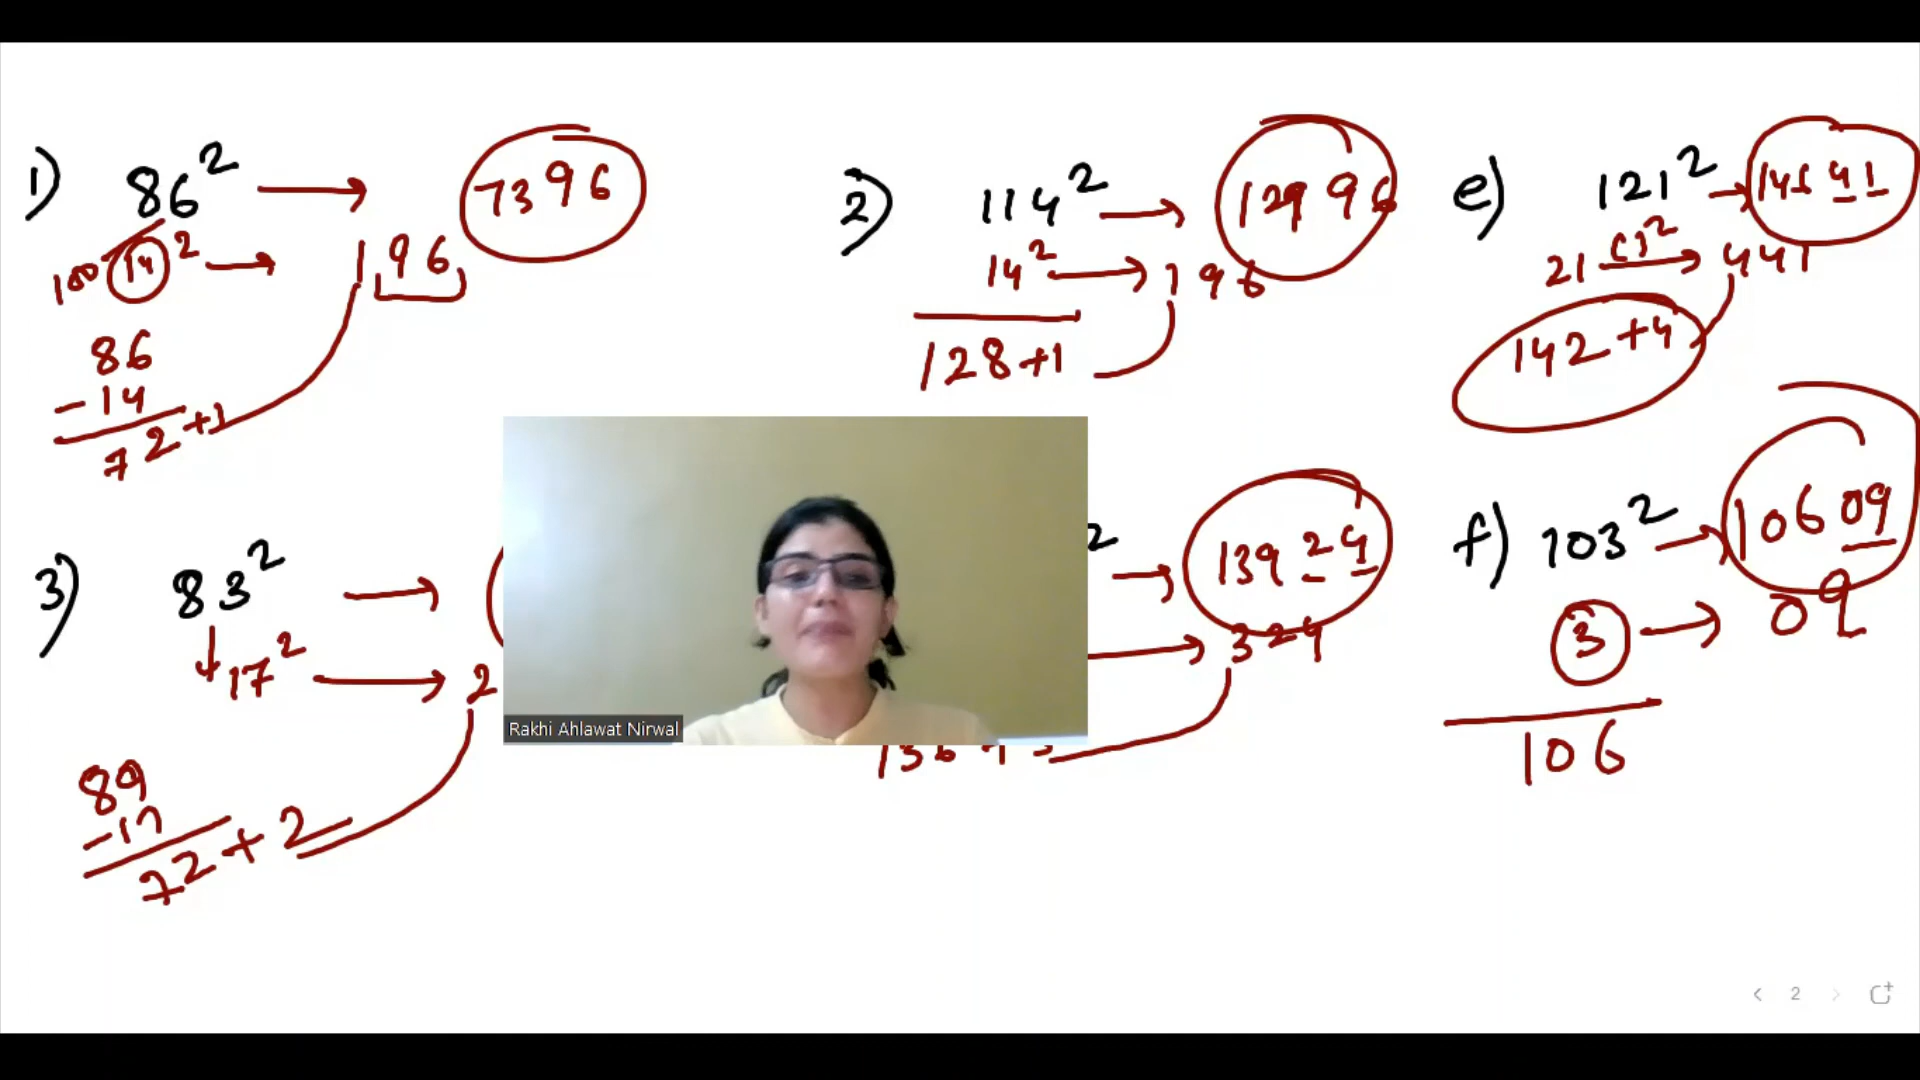 1) 86² → 7396
100 14² → 196
86
-14
72+1
2) 114² → 12996
14² → 196
128+1
e) 121² → 14641
21 ( )² → 441
142+4
3) 83² →
17² → 2
89
-17
72+2
² → 13924
→ 324
136+3
f) 103² → 10609
3 → 09
106
Rakhi Ahlawat Nirwal
2